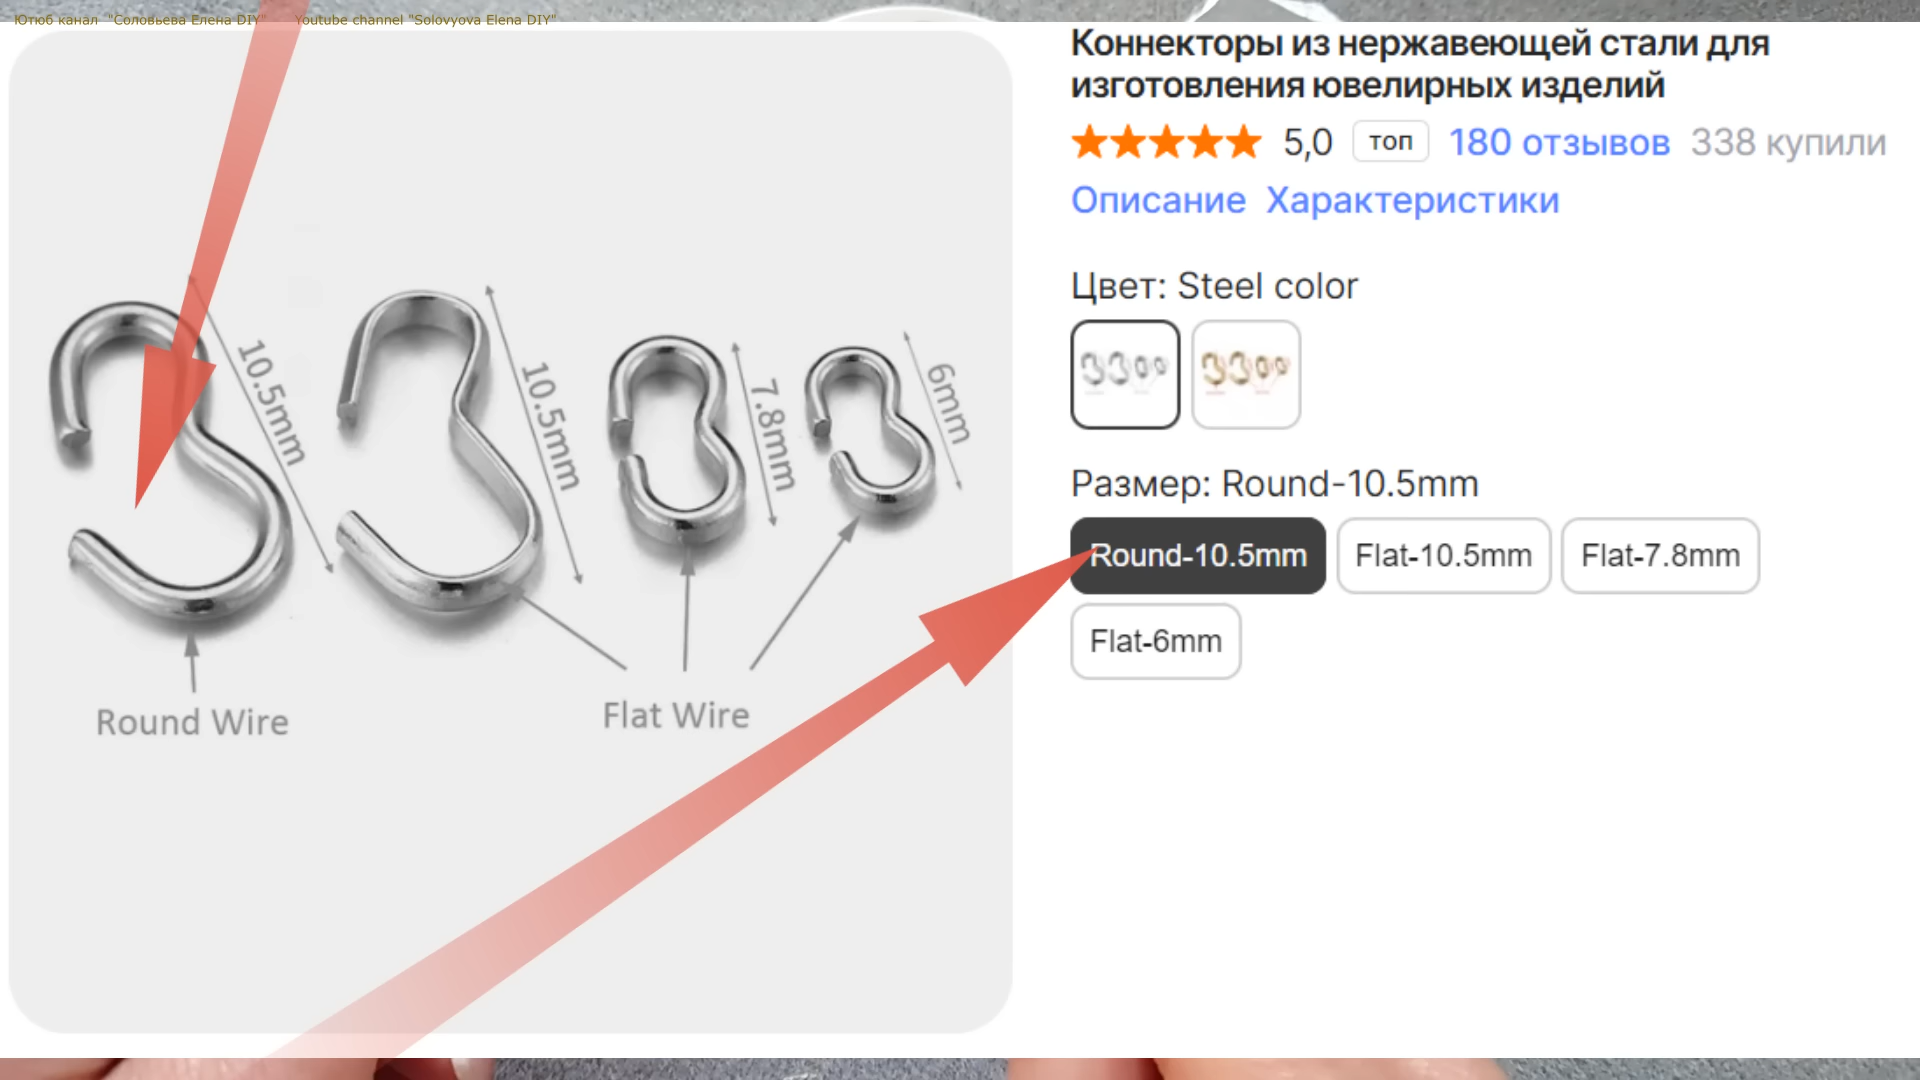 Ютюб канал "Соловьева Елена DIY" Youtube channel "Solovyova Elena DIY"
Коннекторы из нержавеющей стали для
изготовления ювелирных изделий
5,0 топ 180 отзывов 338 купили
Описание Характеристики
Цвет: Steel color
Размер: Round-10.5mm
Round-10.5mm Flat-10.5mm Flat-7.8mm
Flat-6mm
10.5mm
10.5mm
7.8mm
6mm
Round Wire
Flat Wire